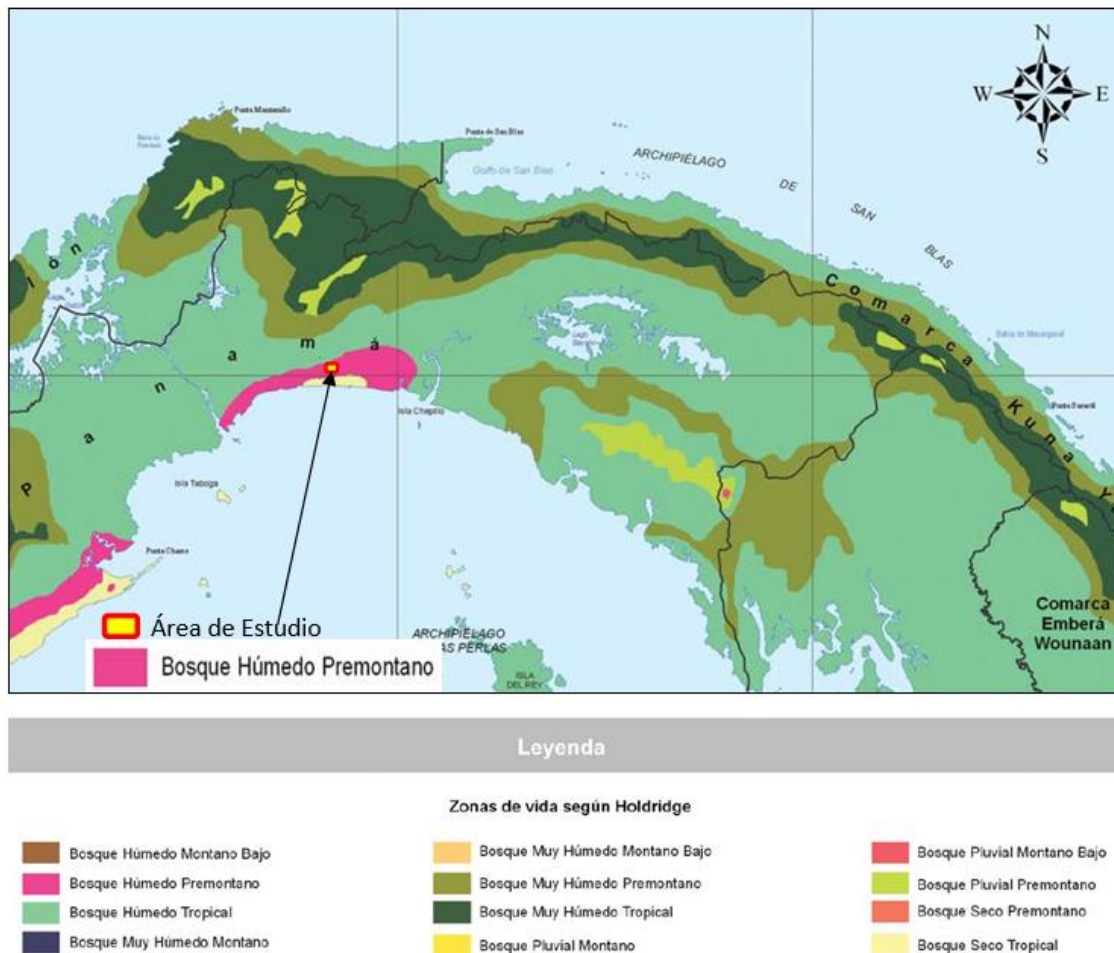 N
W E
S
Punta Manzanillo
Punta de San Blas
Golfo de San Blas
ARCHIPIÉLAGO
DE
SAN
BLAS
l ó n
Comarca
Kuna
Y
P a n a m á
Lago
Isla Chepillo
Isla Taboga
Punta Chame
Área de Estudio
Bosque Húmedo Premontano
ARCHIPIÉLAGO
AS PERLAS
ISLA
DEL REY
Comarca
Emberá
Wounaan
Leyenda
Zonas de vida según Holdridge
Bosque Húmedo Montano Bajo
Bosque Húmedo Premontano
Bosque Húmedo Tropical
Bosque Muy Húmedo Montano
Bosque Muy Húmedo Montano Bajo
Bosque Muy Húmedo Premontano
Bosque Muy Húmedo Tropical
Bosque Pluvial Montano
Bosque Pluvial Montano Bajo
Bosque Pluvial Premontano
Bosque Seco Premontano
Bosque Seco Tropical